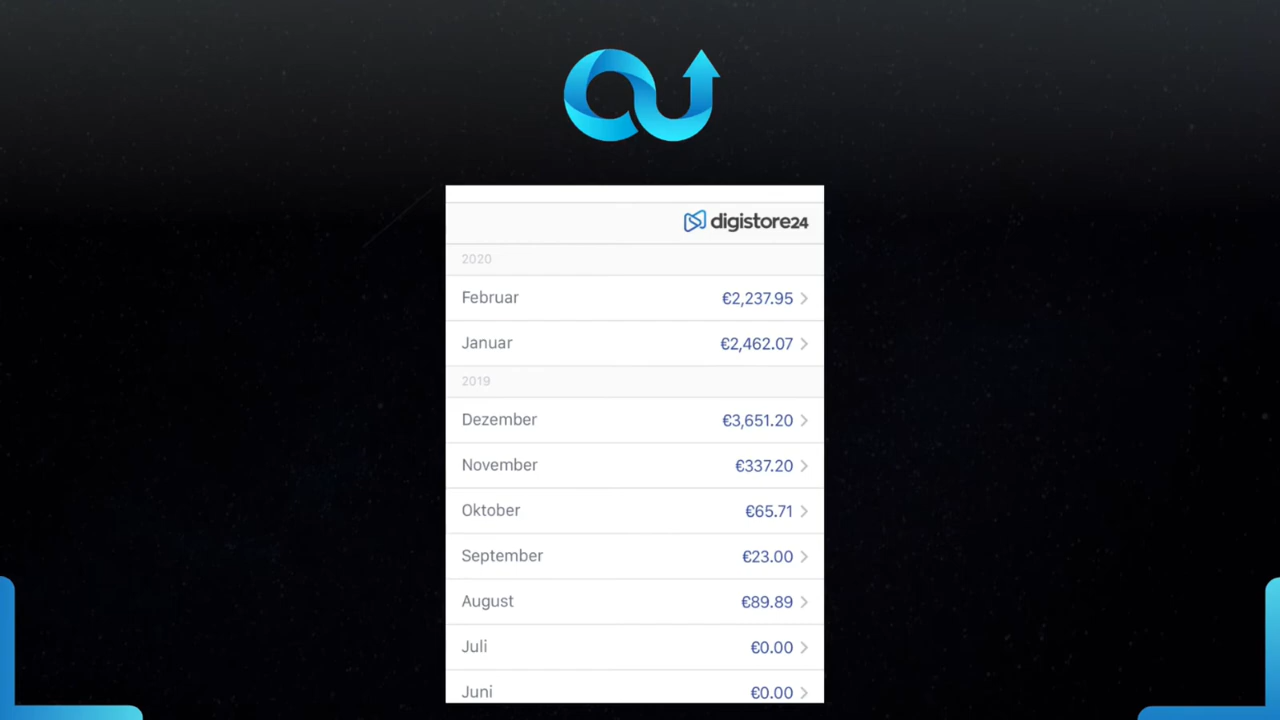 digistore24
2020
Februar €2,237.95
Januar €2,462.07
2019
Dezember €3,651.20
November €337.20
Oktober €65.71
September €23.00
August €89.89
Juli €0.00
Juni €0.00